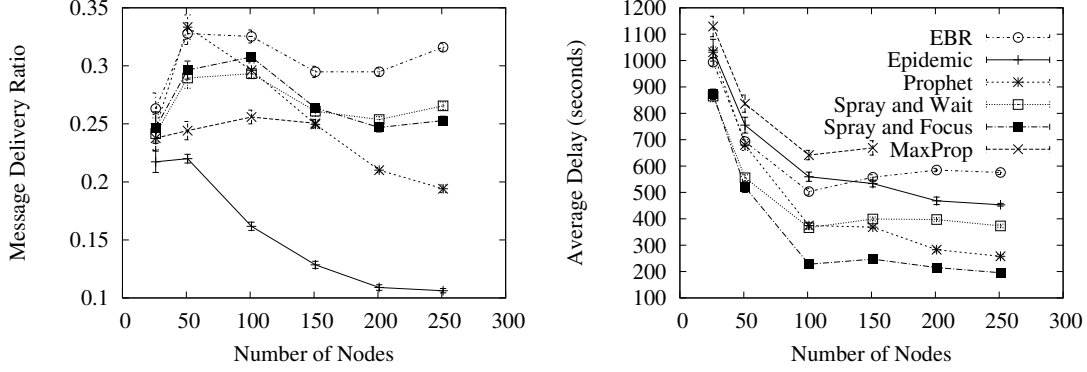 Message Delivery Ratio
0.35
0.3
0.25
0.2
0.15
0.1
0 50 100 150 200 250 300
Number of Nodes
Average Delay (seconds)
1200
1100
1000
900
800
700
600
500
400
300
200
100
0 50 100 150 200 250 300
Number of Nodes
EBR
Epidemic
Prophet
Spray and Wait
Spray and Focus
MaxProp